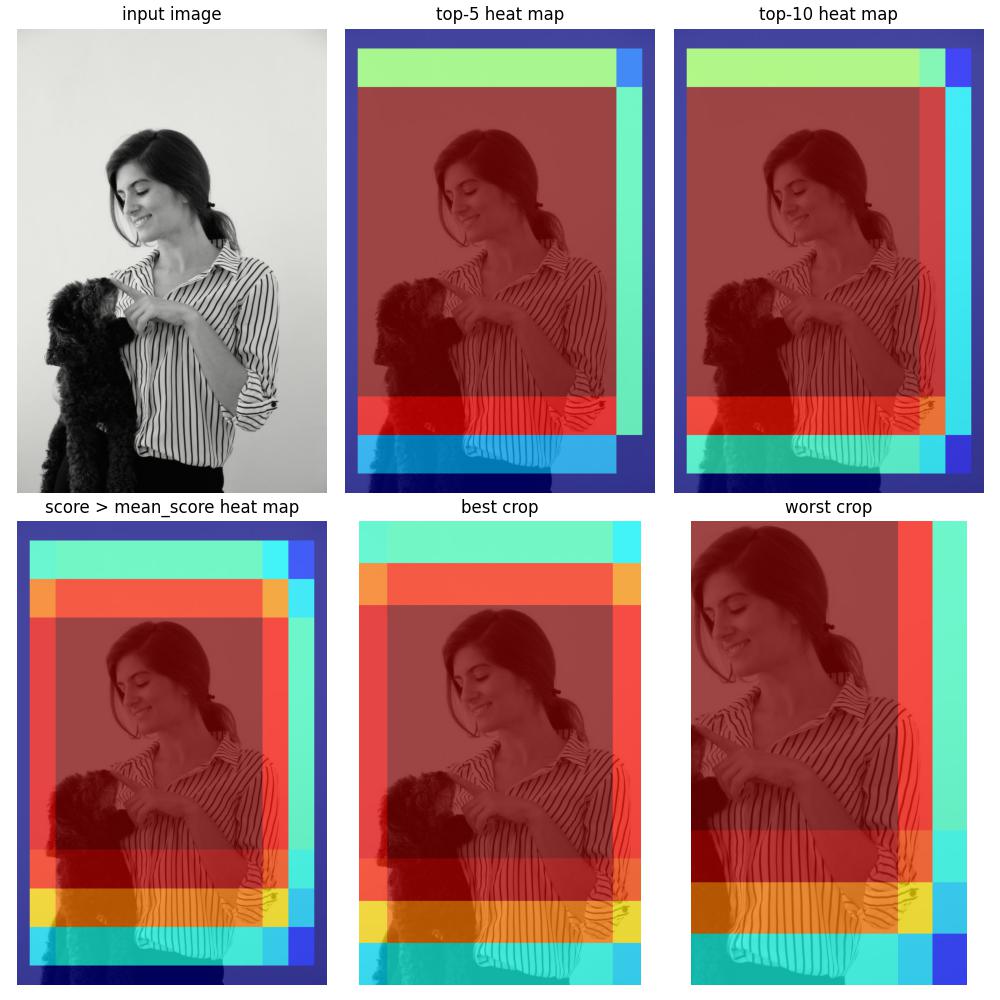 input image
top-5 heat map
top-10 heat map
score > mean_score heat map
best crop
worst crop